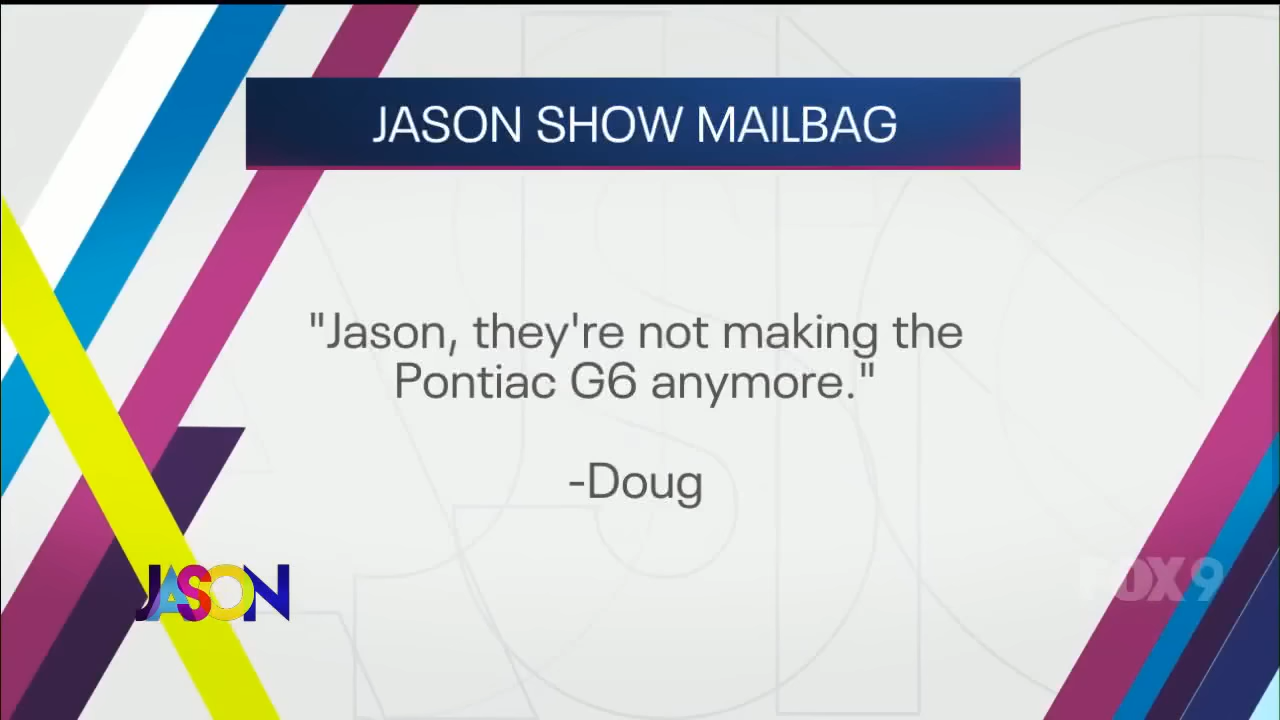 JASON SHOW MAILBAG
"Jason, they're not making the
Pontiac G6 anymore."
-Doug
JASON
FOX 9